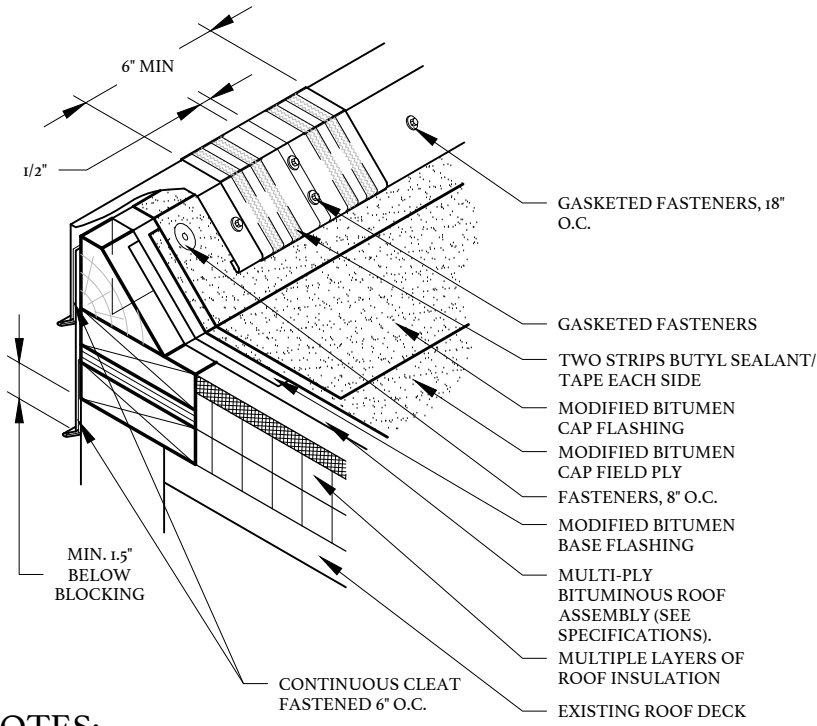 6" MIN
1/2"
GASKETED FASTENERS, 18"
O.C.
GASKETED FASTENERS
TWO STRIPS BUTYL SEALANT/
TAPE EACH SIDE
MODIFIED BITUMEN
CAP FLASHING
MODIFIED BITUMEN
CAP FIELD PLY
FASTENERS, 8" O.C.
MODIFIED BITUMEN
BASE FLASHING
MULTI-PLY
BITUMINOUS ROOF
ASSEMBLY (SEE
SPECIFICATIONS).
MULTIPLE LAYERS OF
ROOF INSULATION
EXISTING ROOF DECK
MIN. 1.5"
BELOW
BLOCKING
CONTINUOUS CLEAT
FASTENED 6" O.C.